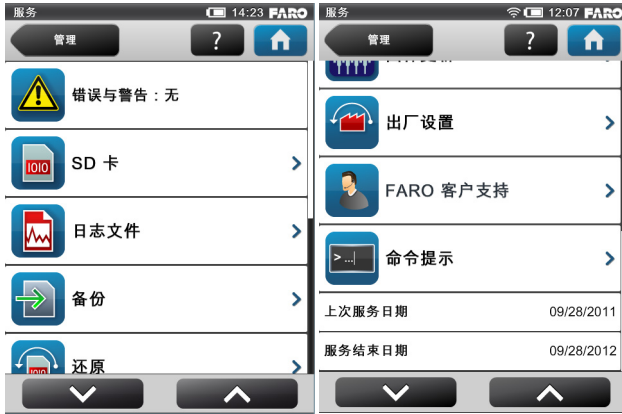 服务
14:23 FARO
管理
?
错误与警告：无
IOIO
SD 卡
日志文件
备份
IOIO
还原
服务
12:07 FARO
管理
?
出厂设置
FARO 客户支持
>...|
命令提示
上次服务日期 09/28/2011
服务结束日期 09/28/2012